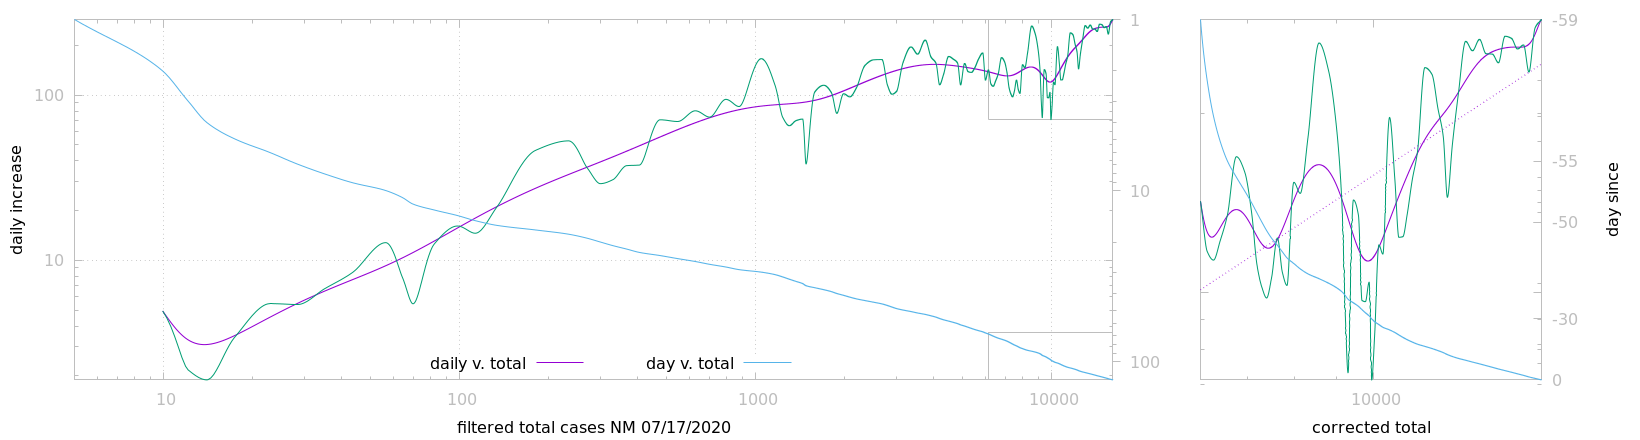 daily increase
100
10
10
100
1000
10000
1
10
100
daily v. total
day v. total
filtered total cases NM 07/17/2020
-59
-55
-50
-30
0
day since
10000
corrected total